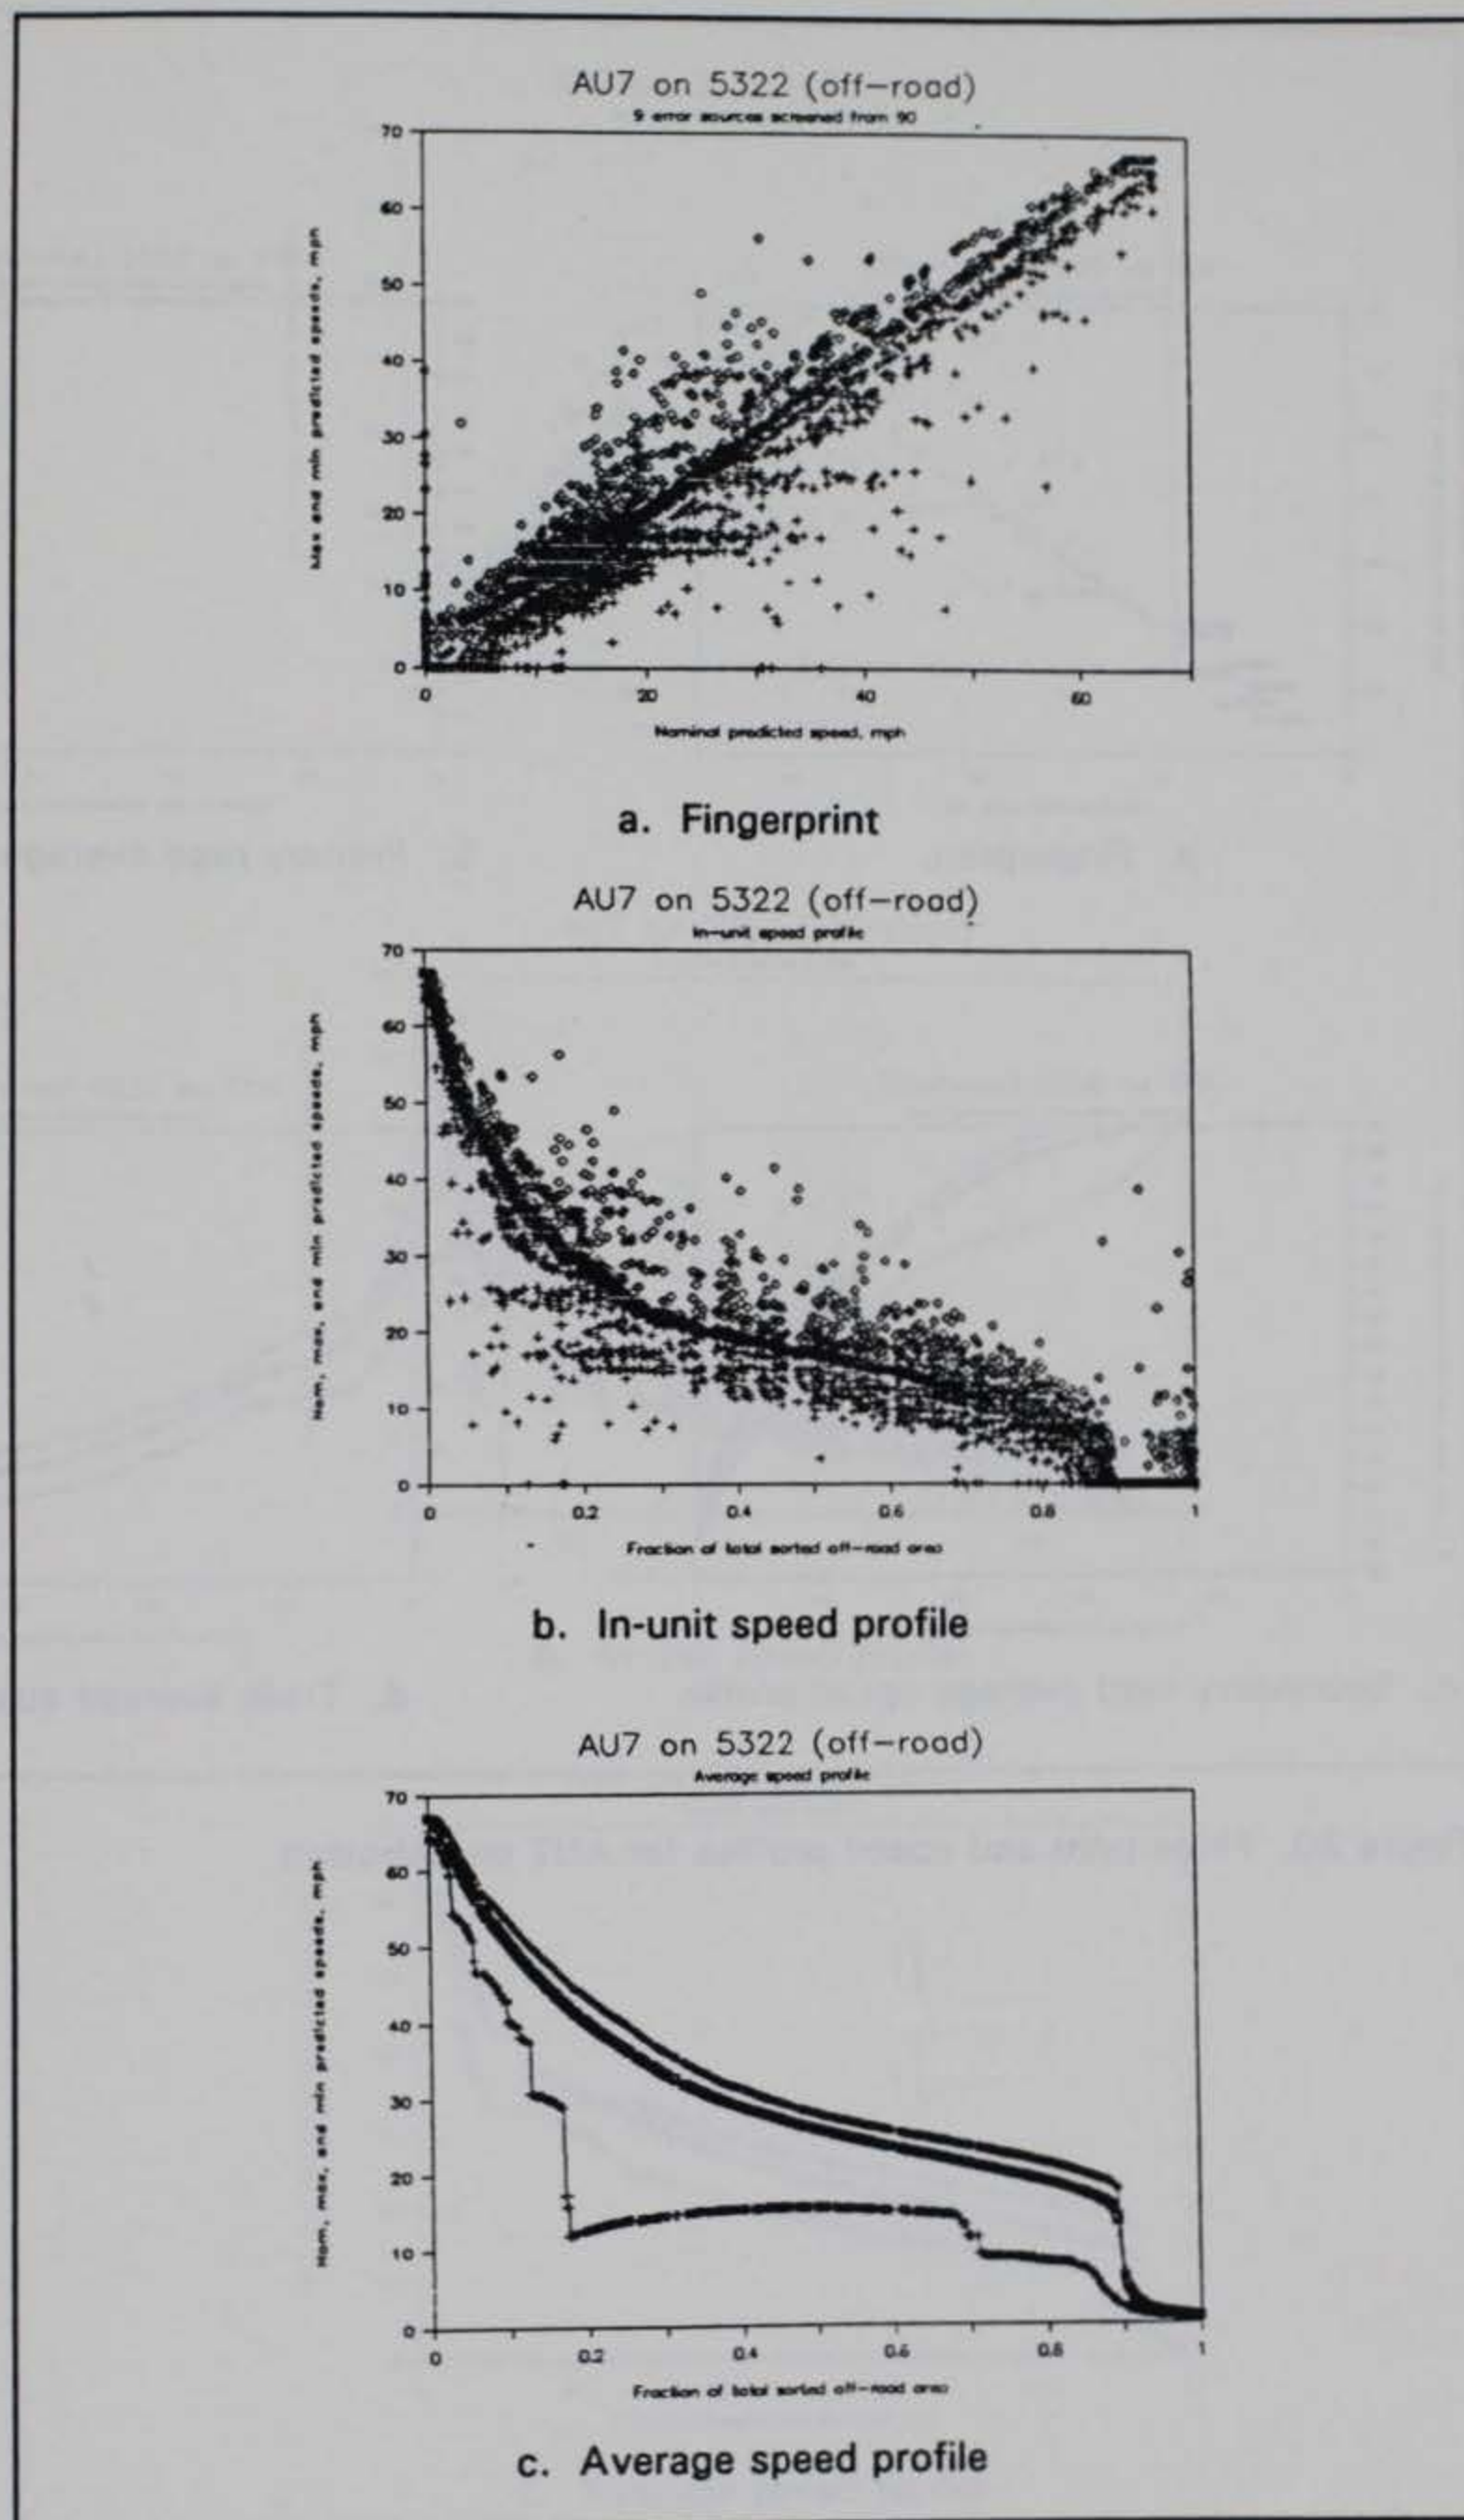 AU7 on 5322 (off-road)
9 error sources screened from 90
Max and min predicted speeds, mph
70
60
50
40
30
20
10
0
0 20 40 60
Nominal predicted speed, mph
a. Fingerprint
AU7 on 5322 (off-road)
In-unit speed profile
Nom, max, and min predicted speeds, mph
70
60
50
40
30
20
10
0
0 0.2 0.4 0.6 0.8 1
Fraction of total sorted off-road area
b. In-unit speed profile
AU7 on 5322 (off-road)
Average speed profile
Nom, max, and min predicted speeds, mph
70
60
50
40
30
20
10
0
0 0.2 0.4 0.6 0.8 1
Fraction of total sorted off-road area
c. Average speed profile